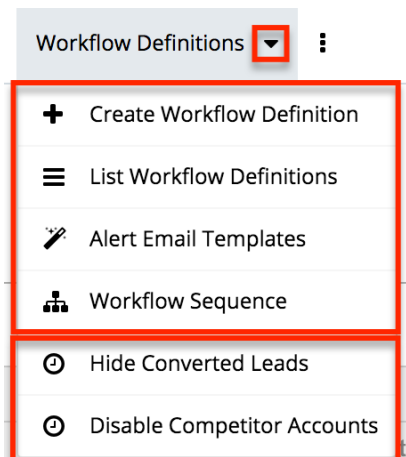 Workflow Definitions
Create Workflow Definition
List Workflow Definitions
Alert Email Templates
Workflow Sequence
Hide Converted Leads
Disable Competitor Accounts